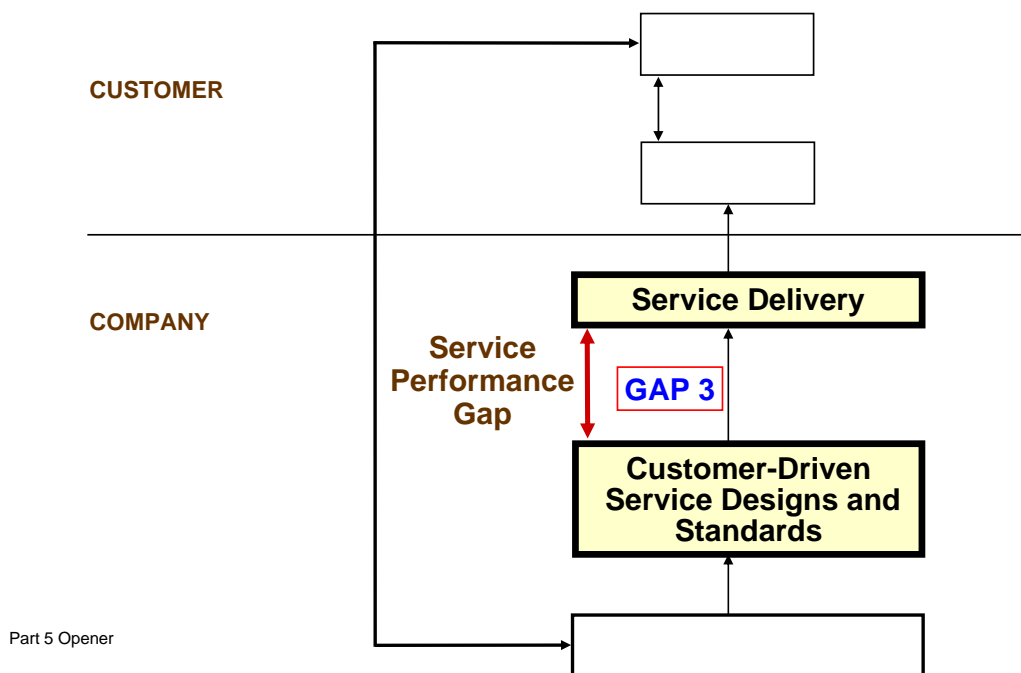 CUSTOMER
Service Delivery
COMPANY
Service
Performance
Gap
GAP 3
Customer-Driven
Service Designs and
Standards
Part 5 Opener